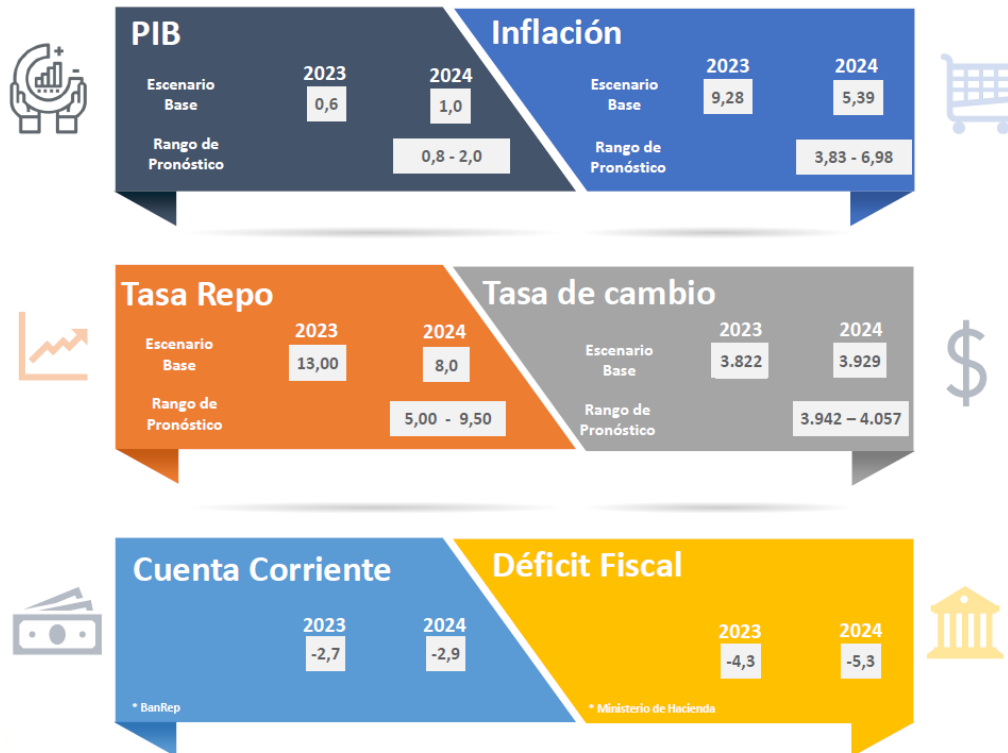 PIB
2023 2024
Escenario
Base
0,6 1,0
Rango de
Pronóstico
0,8 - 2,0
Inflación
2023 2024
Escenario
Base
9,28 5,39
Rango de
Pronóstico
3,83 - 6,98
Tasa Repo
2023 2024
Escenario
Base
13,00 8,0
Rango de
Pronóstico
5,00 - 9,50
Tasa de cambio
2023 2024
Escenario
Base
3.822 3.929
Rango de
Pronóstico
3.942 – 4.057
Cuenta Corriente
2023 2024
-2,7 -2,9
* BanRep
Déficit Fiscal
2023 2024
-4,3 -5,3
* Ministerio de Hacienda